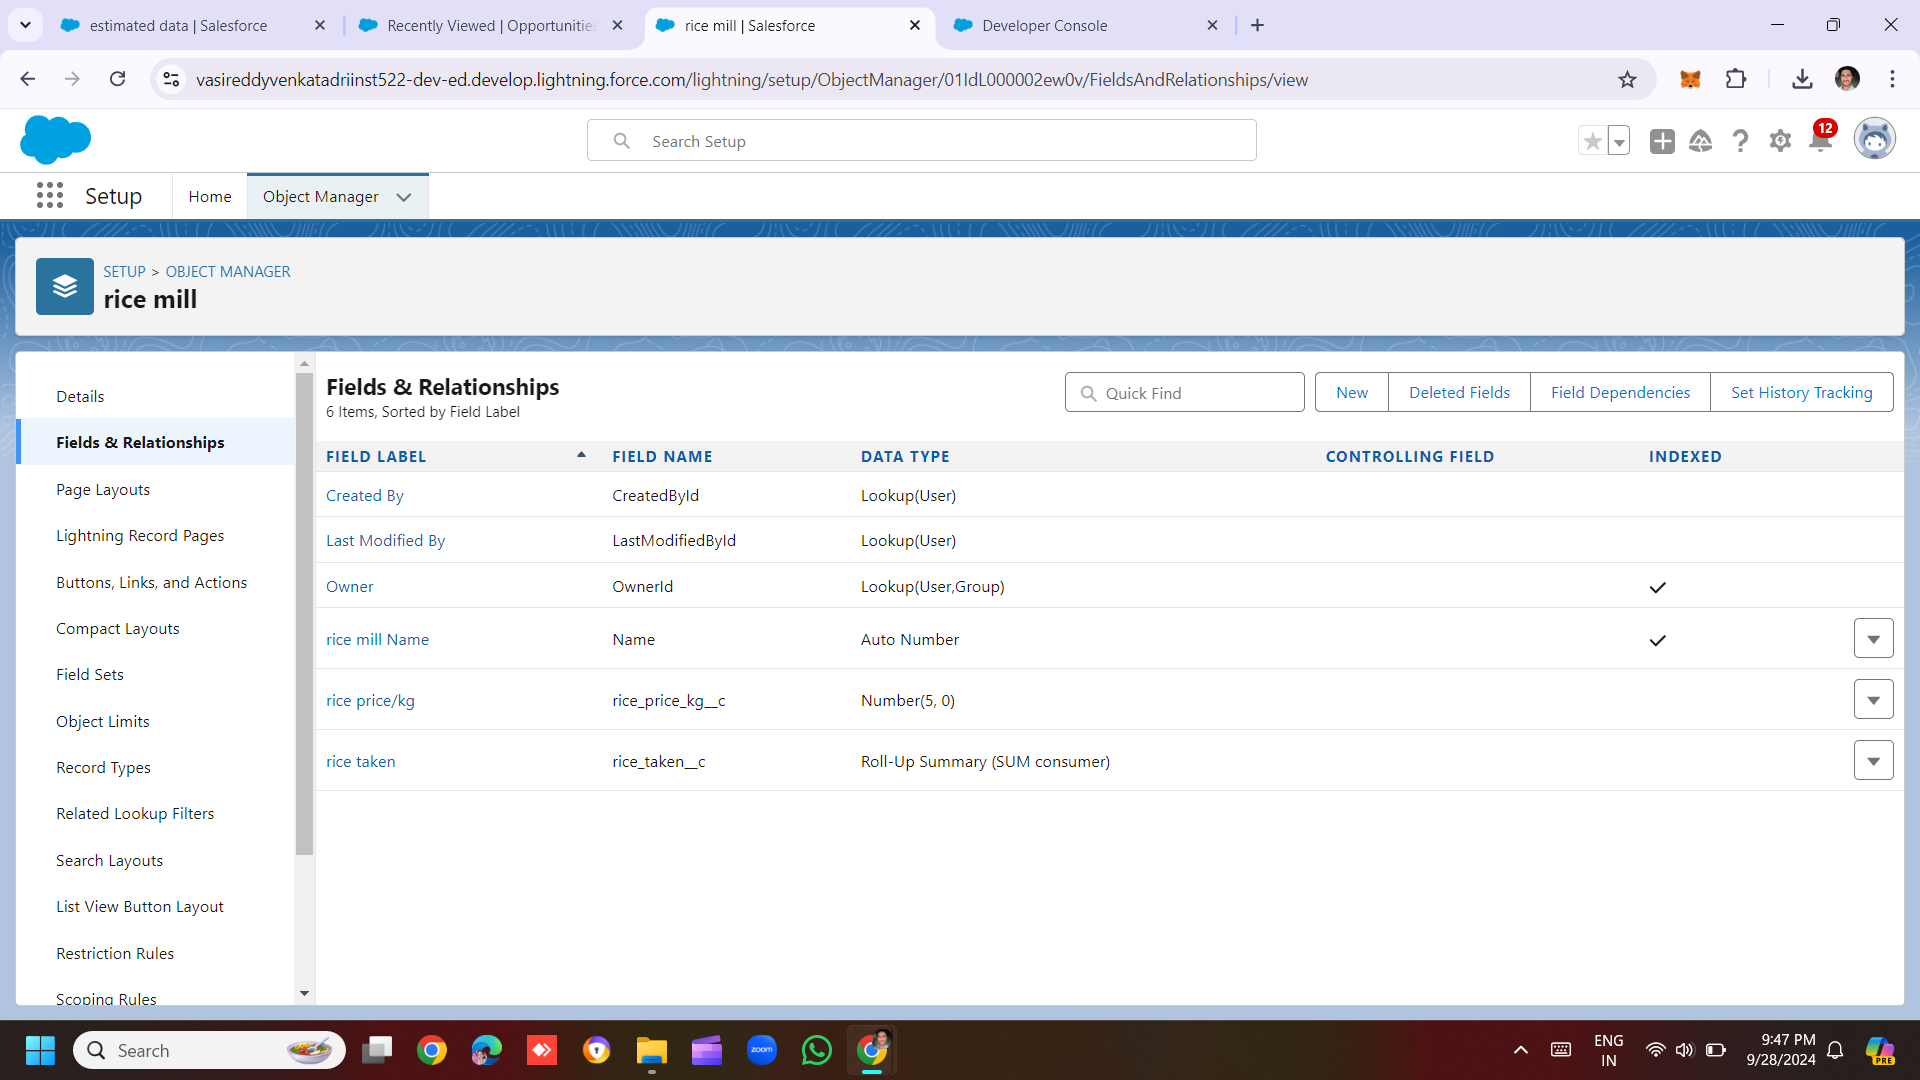 estimated data | Salesforce
Recently Viewed | Opportunities
rice mill | Salesforce
Developer Console
vasireddyvenkatadriinst522-dev-ed.develop.lightning.force.com/lightning/setup/ObjectManager/01IdL000002ew0v/FieldsAndRelationships/view
Search Setup
12
Setup
Home
Object Manager
SETUP > OBJECT MANAGER
rice mill
Details
Fields & Relationships
Page Layouts
Lightning Record Pages
Buttons, Links, and Actions
Compact Layouts
Field Sets
Object Limits
Record Types
Related Lookup Filters
Search Layouts
List View Button Layout
Restriction Rules
Scoping Rules
Fields & Relationships
6 Items, Sorted by Field Label
Quick Find
New
Deleted Fields
Field Dependencies
Set History Tracking
FIELD LABEL FIELD NAME DATA TYPE CONTROLLING FIELD INDEXED
Created By CreatedById Lookup(User)
Last Modified By LastModifiedById Lookup(User)
Owner OwnerId Lookup(User,Group)
rice mill Name Name Auto Number
rice price/kg rice_price_kg__c Number(5, 0)
rice taken rice_taken__c Roll-Up Summary (SUM consumer)
Search
zoom
ENG
IN
9:47 PM
9/28/2024
PRE